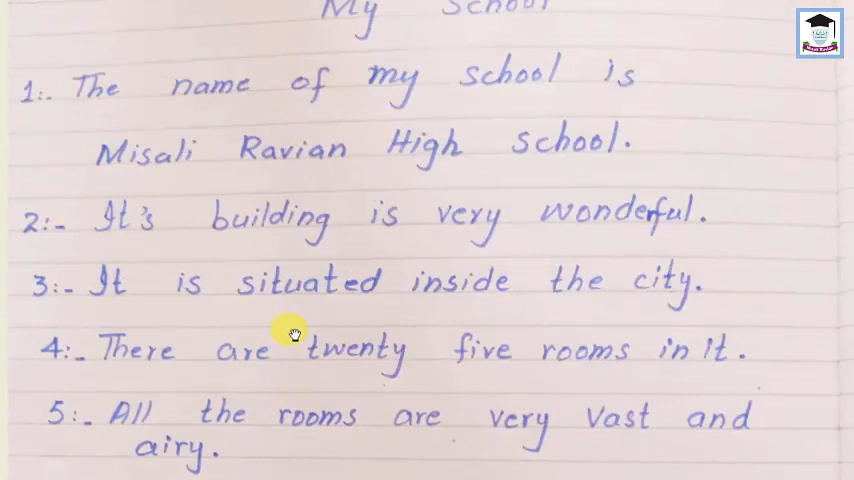 My School
1:. The name of my school is
Misali Ravian High school.
2:- It's building is very wonderful.
3:- It is situated inside the city.
4:- There are twenty five rooms in it.
5:- All the rooms are very vast and
airy.